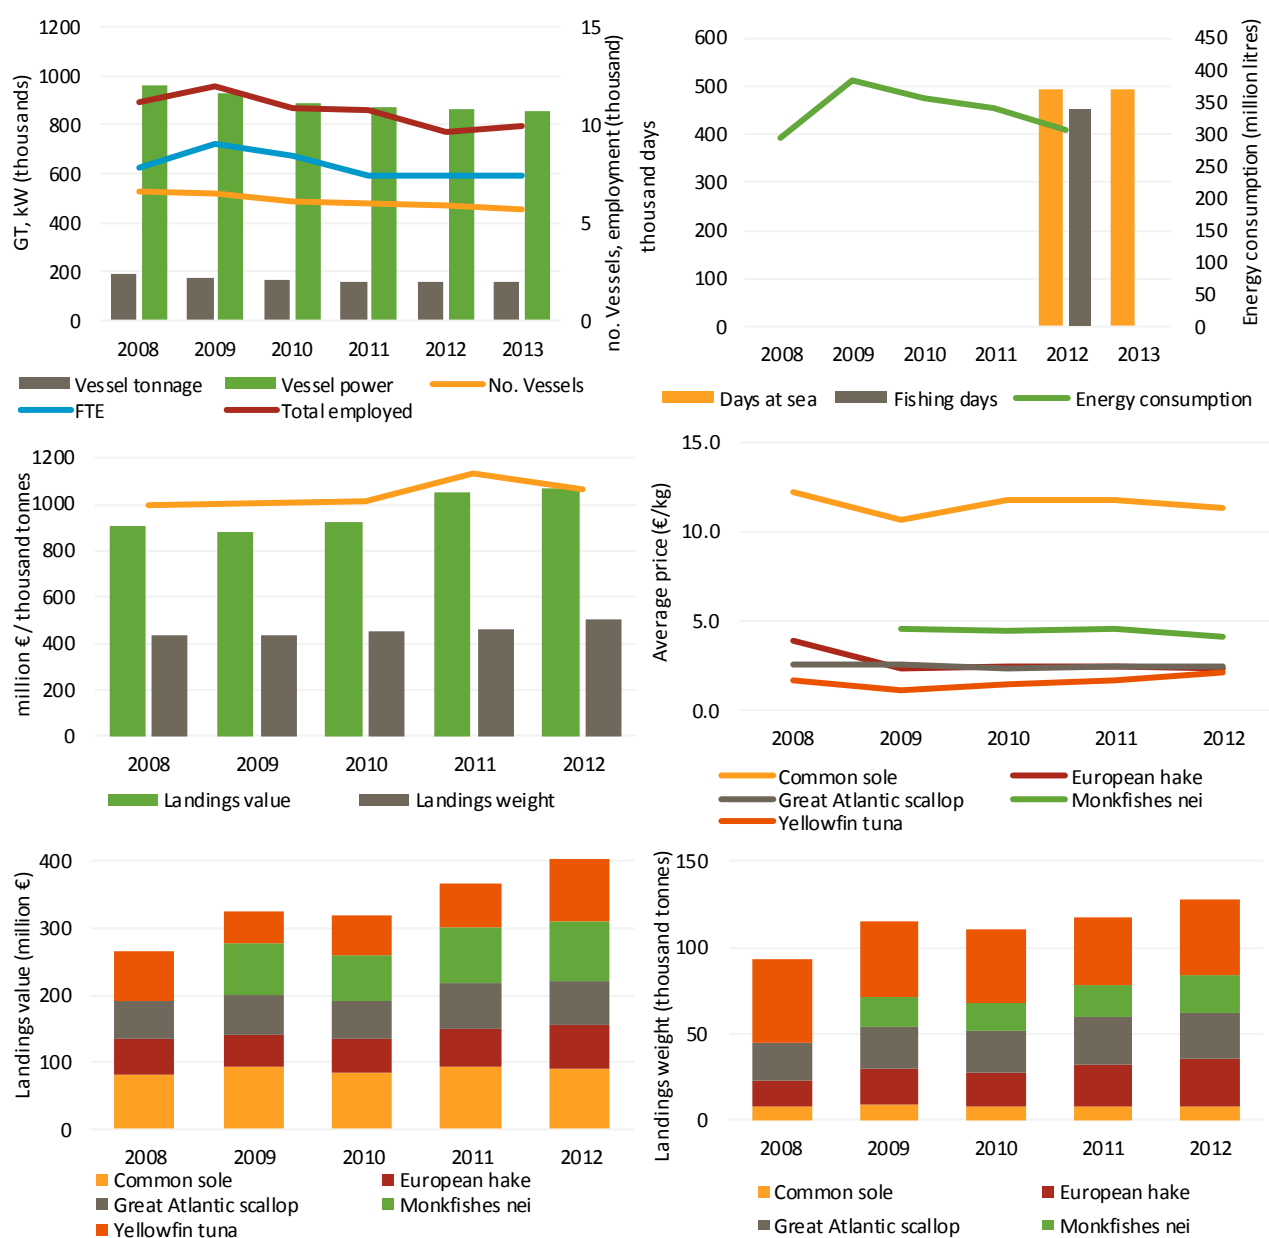 1200
1000
800
600
400
200
0
15
10
5
0
GT, kW (thousands)
no. Vessels, employment (thousand)
2008 2009 2010 2011 2012 2013
Vessel tonnage Vessel power No. Vessels
FTE Total employed
600
500
400
300
200
100
0
450
400
350
300
250
200
150
100
50
0
thousand days
Energy consumption (million litres)
2008 2009 2010 2011 2012 2013
Days at sea Fishing days Energy consumption
1200
1000
800
600
400
200
0
million €/ thousand tonnes
2008 2009 2010 2011 2012
Landings value Landings weight
15.0
10.0
5.0
0.0
Average price (€/kg)
2008 2009 2010 2011 2012
Common sole European hake
Great Atlantic scallop Monkfishes nei
Yellowfin tuna
400
300
200
100
0
Landings value (million €)
2008 2009 2010 2011 2012
Common sole European hake
Great Atlantic scallop Monkfishes nei
Yellowfin tuna
150
100
50
0
Landings weight (thousand tonnes)
2008 2009 2010 2011 2012
Common sole European hake
Great Atlantic scallop Monkfishes nei